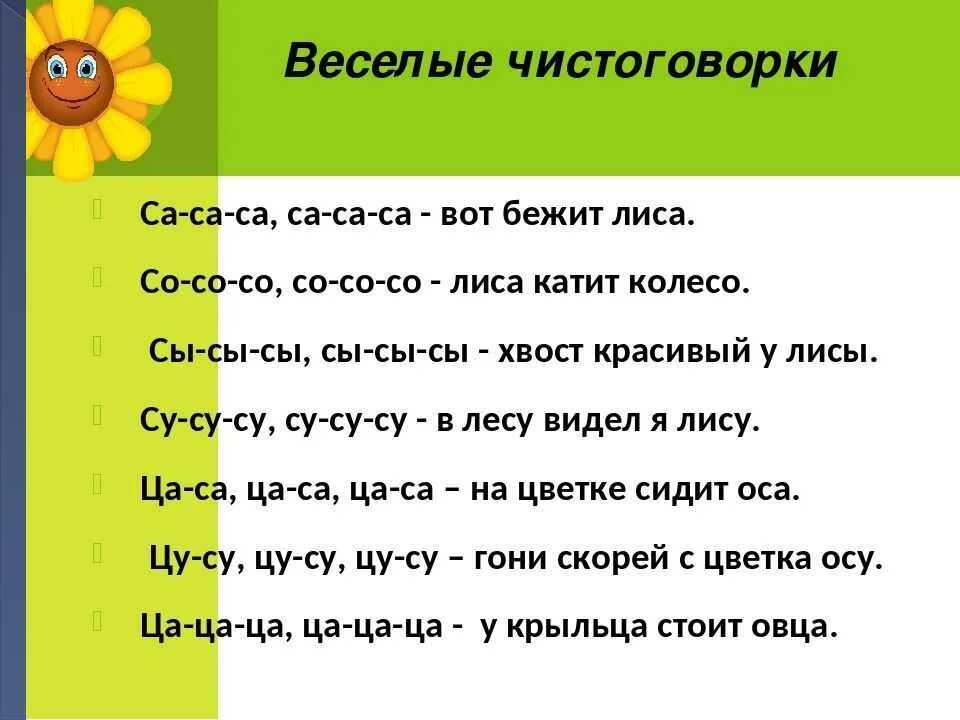 Веселые чистоговорки
Са-са-са, са-са-са - вот бежит лиса.
Со-со-со, со-со-со - лиса катит колесо.
Сы-сы-сы, сы-сы-сы - хвост красивый у лисы.
Су-су-су, су-су-су - в лесу видел я лису.
Ца-са, ца-са, ца-са – на цветке сидит оса.
Цу-су, цу-су, цу-су – гони скорей с цветка осу.
Ца-ца-ца, ца-ца-ца - у крыльца стоит овца.